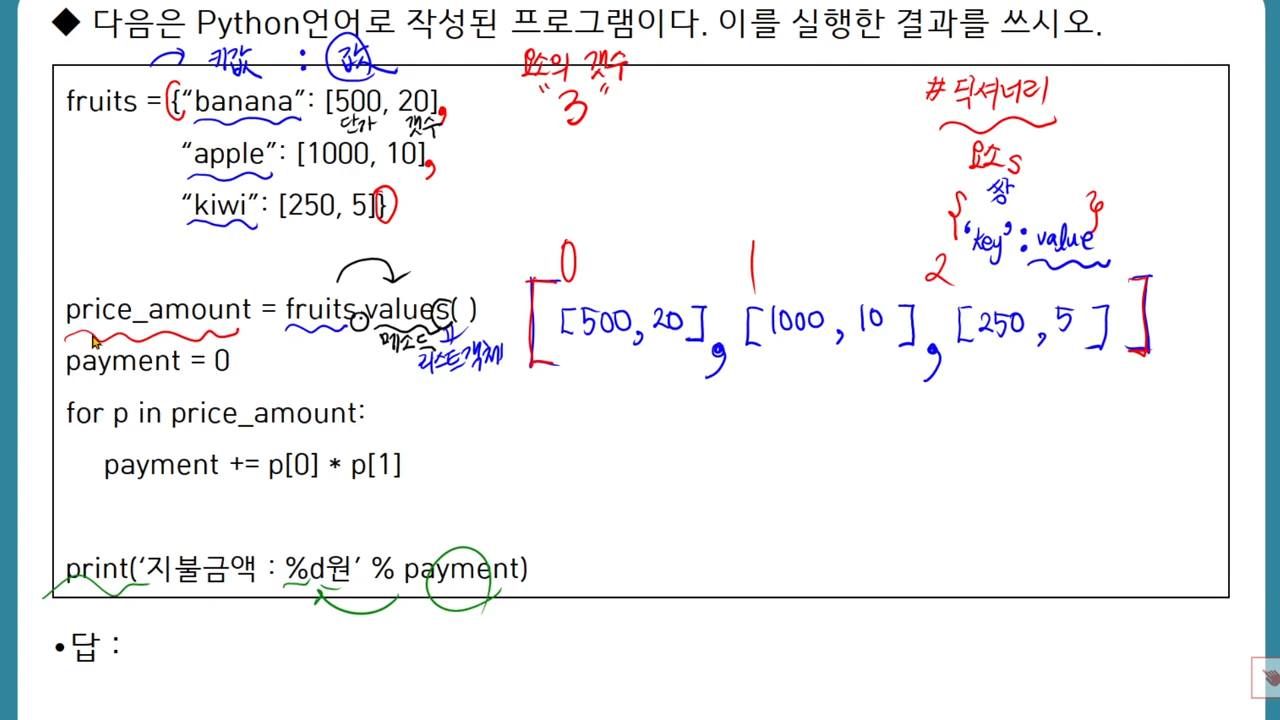 ◆ 다음은 Python언어로 작성된 프로그램이다. 이를 실행한 결과를 쓰시오.
키값 : 값
요소의 갯수
"3"
#딕셔너리
요소s
쌍
{'key' : value}
fruits = {“banana”: [500, 20],
단가 갯수
“apple”: [1000, 10],
“kiwi”: [250, 5]}
0 1 2
price_amount = fruits.values( )
메소드
리스트객체
[[500, 20], [1000, 10], [250, 5]]
payment = 0
for p in price_amount:
payment += p[0] * p[1]
print(‘지불금액 : %d원’ % payment)
•답 :